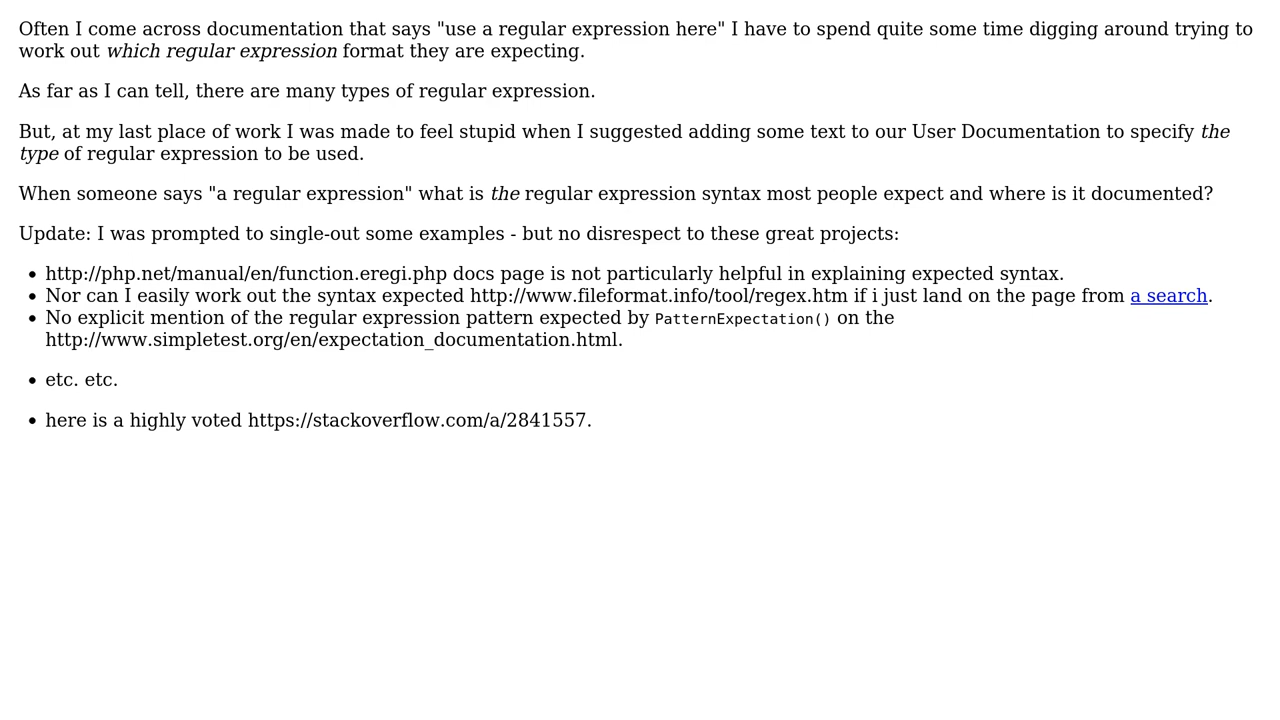 Often I come across documentation that says "use a regular expression here" I have to spend quite some time digging around trying to
work out which regular expression format they are expecting.
As far as I can tell, there are many types of regular expression.
But, at my last place of work I was made to feel stupid when I suggested adding some text to our User Documentation to specify the
type of regular expression to be used.
When someone says "a regular expression" what is the regular expression syntax most people expect and where is it documented?
Update: I was prompted to single-out some examples - but no disrespect to these great projects:
• http://php.net/manual/en/function.eregi.php docs page is not particularly helpful in explaining expected syntax.
• Nor can I easily work out the syntax expected http://www.fileformat.info/tool/regex.htm if i just land on the page from a search.
• No explicit mention of the regular expression pattern expected by PatternExpectation() on the
http://www.simpletest.org/en/expectation_documentation.html.
• etc. etc.
• here is a highly voted https://stackoverflow.com/a/2841557.